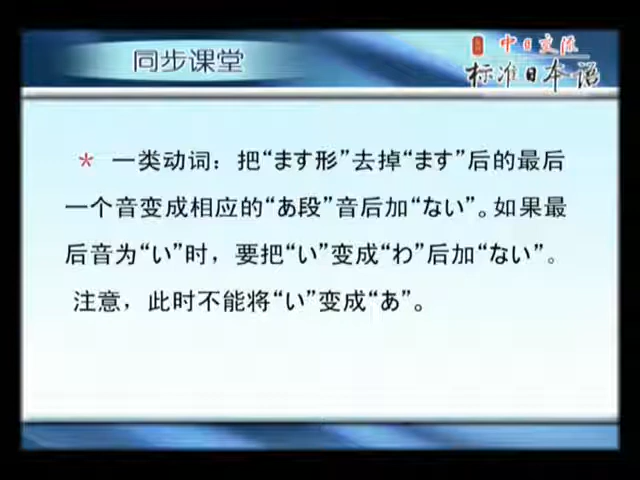 同步课堂
中日交流
标准日本语
* 一类动词：把“ます形”去掉“ます”后的最后
一个音变成相应的“あ段”音后加“ない”。如果最
后音为“い”时，要把“い”变成“わ”后加“ない”。
注意，此时不能将“い”变成“あ”。